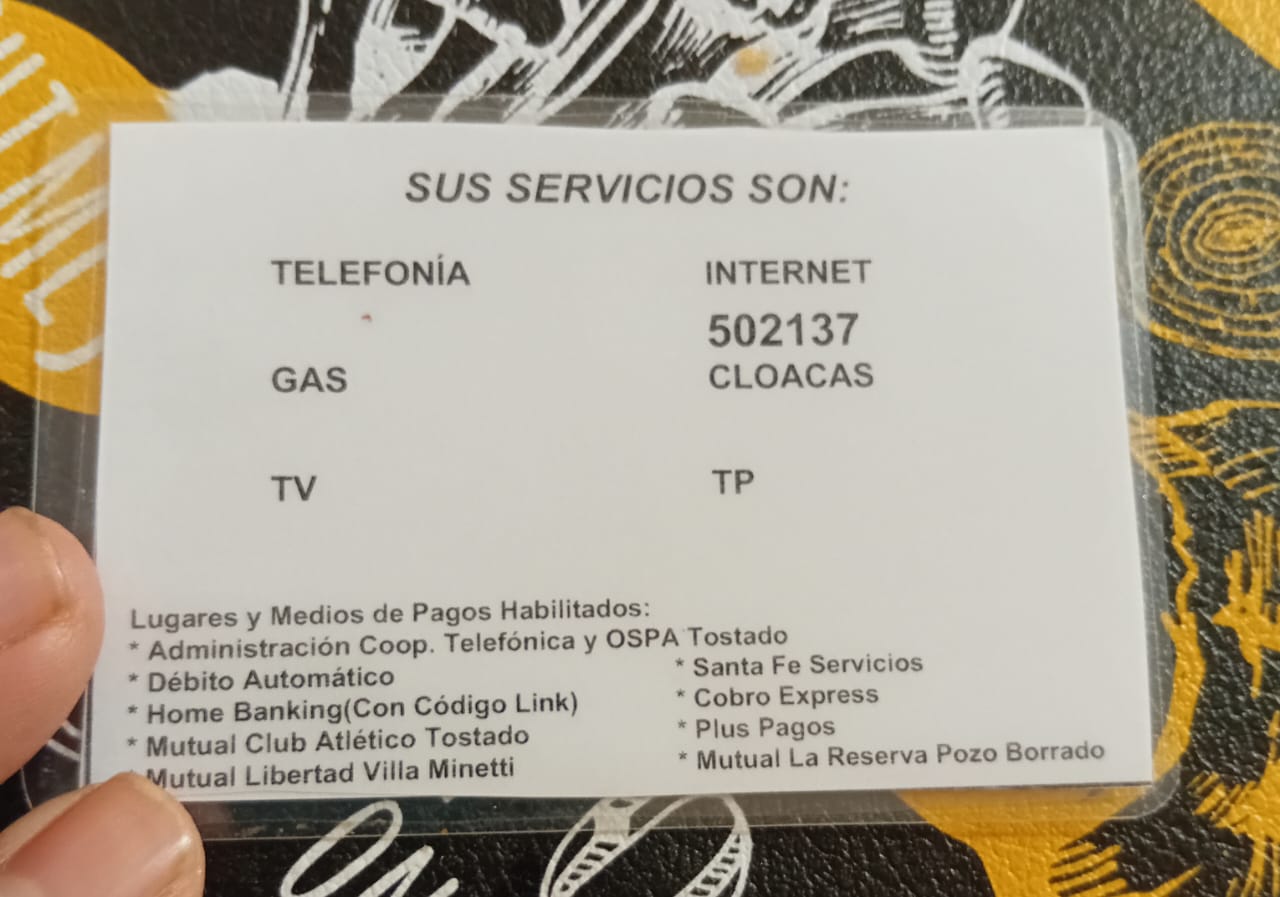 SUS SERVICIOS SON:
TELEFONÍA
INTERNET
502137
GAS
CLOACAS
TV
TP
Lugares y Medios de Pagos Habilitados:
* Administración Coop. Telefónica y OSPA Tostado
* Débito Automático
* Home Banking(Con Código Link)
* Mutual Club Atlético Tostado
Mutual Libertad Villa Minetti
* Santa Fe Servicios
* Cobro Express
* Plus Pagos
* Mutual La Reserva Pozo Borrado